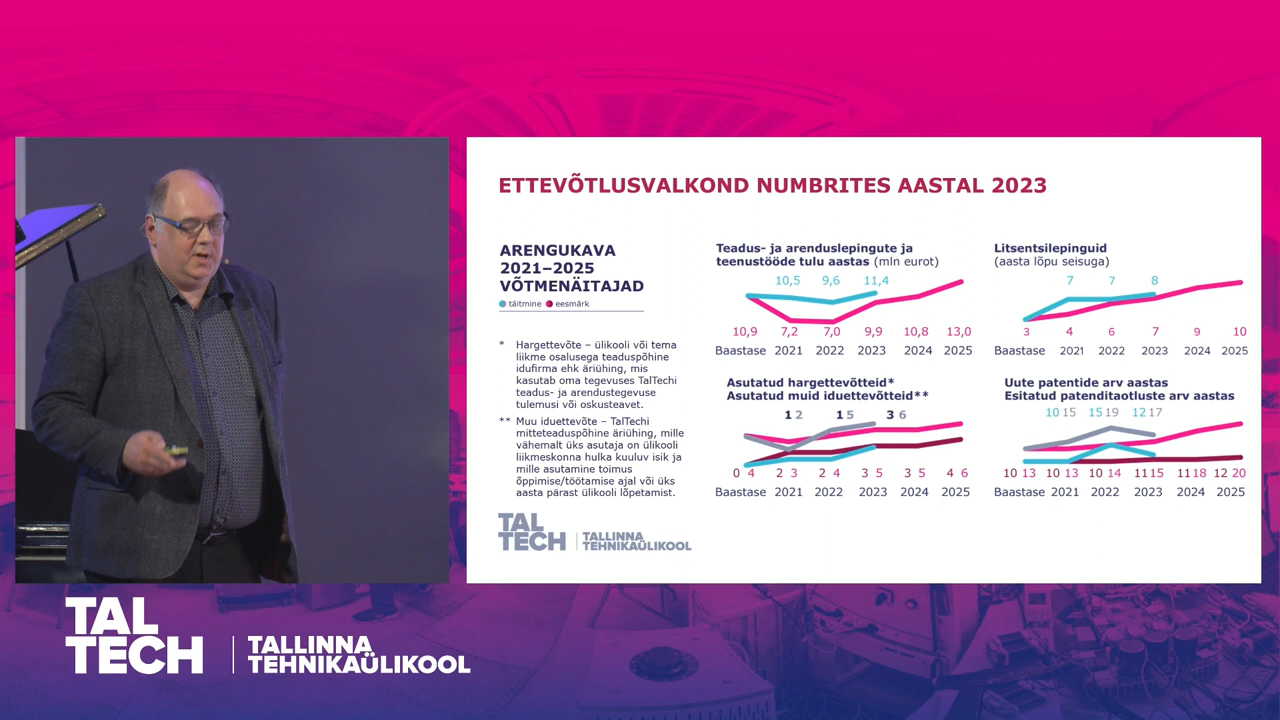 ETTEVÕTLUSVALKOND NUMBRITES AASTAL 2023
ARENGUKAVA
2021–2025
VÕTMENÄITAJAD
täitmine eesmärk
* Hargettevõte – ülikooli või tema
liikme osalusega teaduspõhine
idufirma ehk äriühing, mis
kasutab oma tegevuses TalTechi
teadus- ja arendustegevuse
tulemusi või oskusteavet.
** Muu iduettevõte – TalTechi
mitteteaduspõhine äriühing, mille
vähemalt üks asutaja on ülikooli
liikmeskonna hulka kuuluv isik ja
mille asutamine toimus
õppimise/töötamise ajal või üks
aasta pärast ülikooli lõpetamist.
Teadus- ja arenduslepingute ja
teenustööde tulu aastas (mln eurot)
10,5 9,6 11,4
10,9 7,2 7,0 9,9 10,8 13,0
Baastase 2021 2022 2023 2024 2025
Litsentsilepinguid
(aasta lõpu seisuga)
7 7 8
3 4 6 7 9 10
Baastase 2021 2022 2023 2024 2025
Asutatud hargettevõtteid*
Asutatud muid iduettevõtteid**
1 2 1 5 3 6
0 4 2 3 2 4 3 5 3 5 4 6
Baastase 2021 2022 2023 2024 2025
Uute patentide arv aastas
Esitatud patenditaotluste arv aastas
10 15 15 19 12 17
10 13 10 13 10 14 11 15 11 18 12 20
Baastase 2021 2022 2023 2024 2025
TAL
TECH
TALLINNA
TEHNIKAÜLIKOOL
TAL
TECH
TALLINNA
TEHNIKAÜLIKOOL